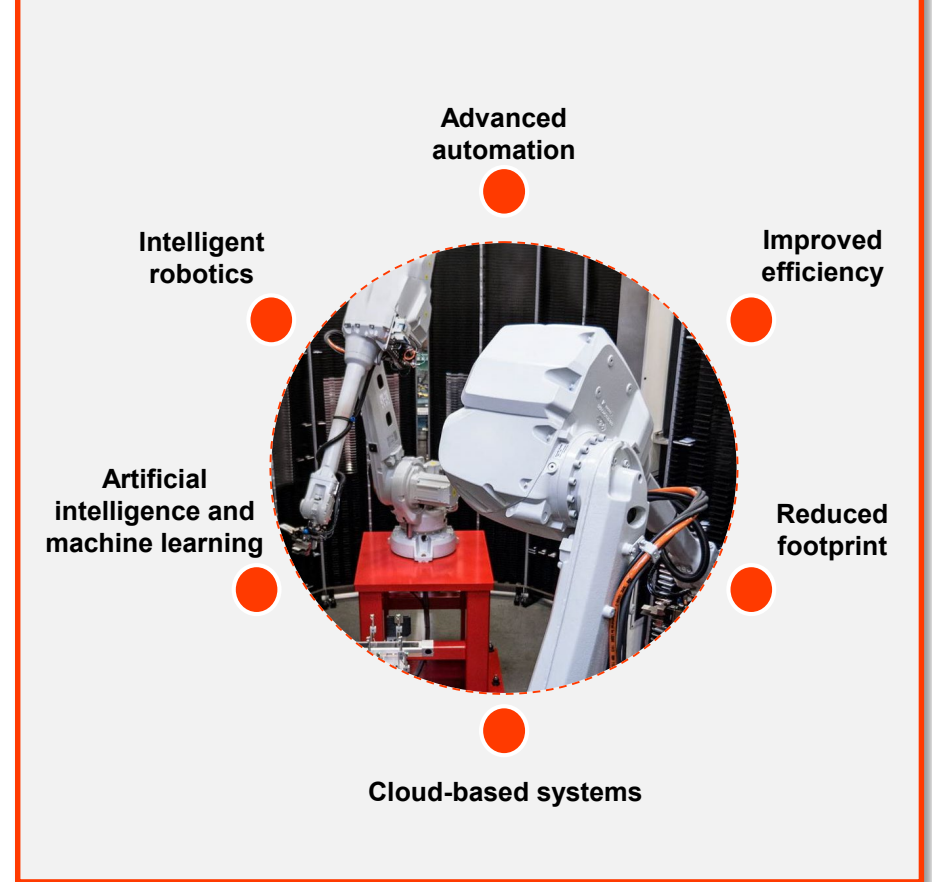 Advanced
automation
Intelligent
robotics
Improved
efficiency
Artificial
intelligence and
machine learning
Reduced
footprint
Cloud-based systems